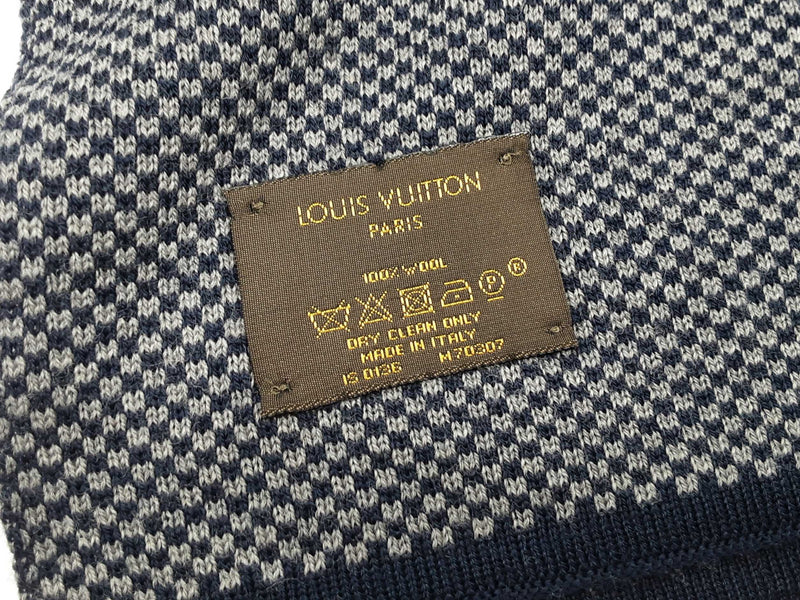 LOUIS VUITTON
PARIS
100% WOOL
P ®
DRY CLEAN ONLY
MADE IN ITALY
IS 0136 M70307